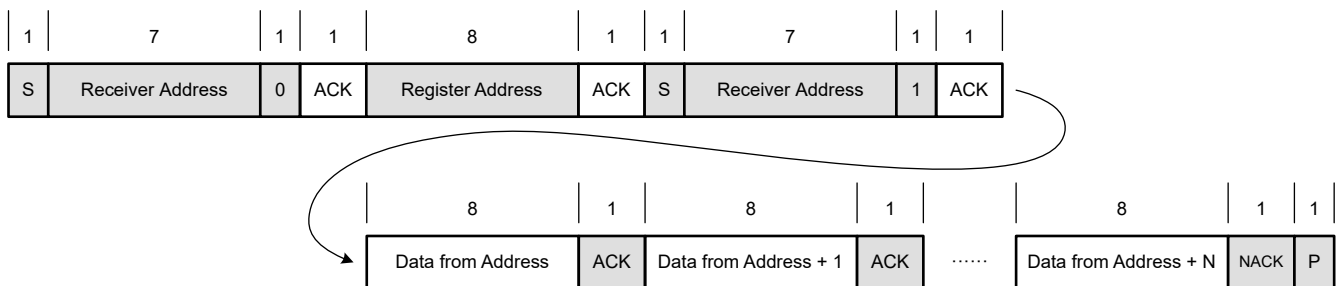 1 7 1 1 8 1 1 7 1 1
S Receiver Address 0 ACK Register Address ACK S Receiver Address 1 ACK
8 1 8 1 8 1 1
Data from Address ACK Data from Address + 1 ACK ...... Data from Address + N NACK P